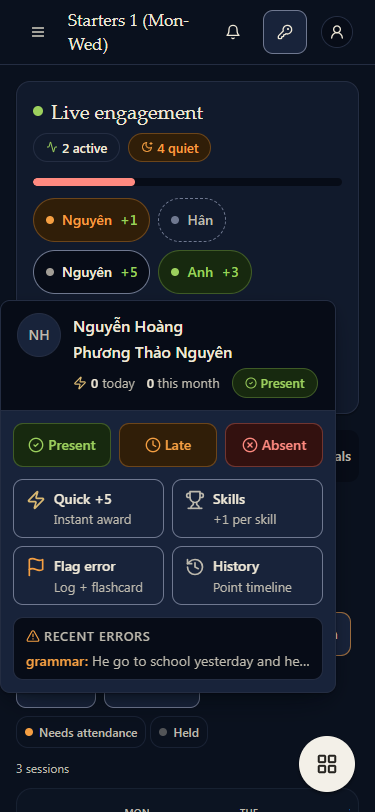 Starters 1 (Mon-
Wed)
Live engagement
2 active
4 quiet
Nguyên +1
Hân
Nguyên +5
Anh +3
NH
Nguyễn Hoàng
Phương Thảo Nguyên
0 today 0 this month
Present
Present
Late
Absent
als
Quick +5
Instant award
Skills
+1 per skill
Flag error
Log + flashcard
History
Point timeline
RECENT ERRORS
grammar: He go to school yesterday and he...
Needs attendance
Held
3 sessions
MON
TUE